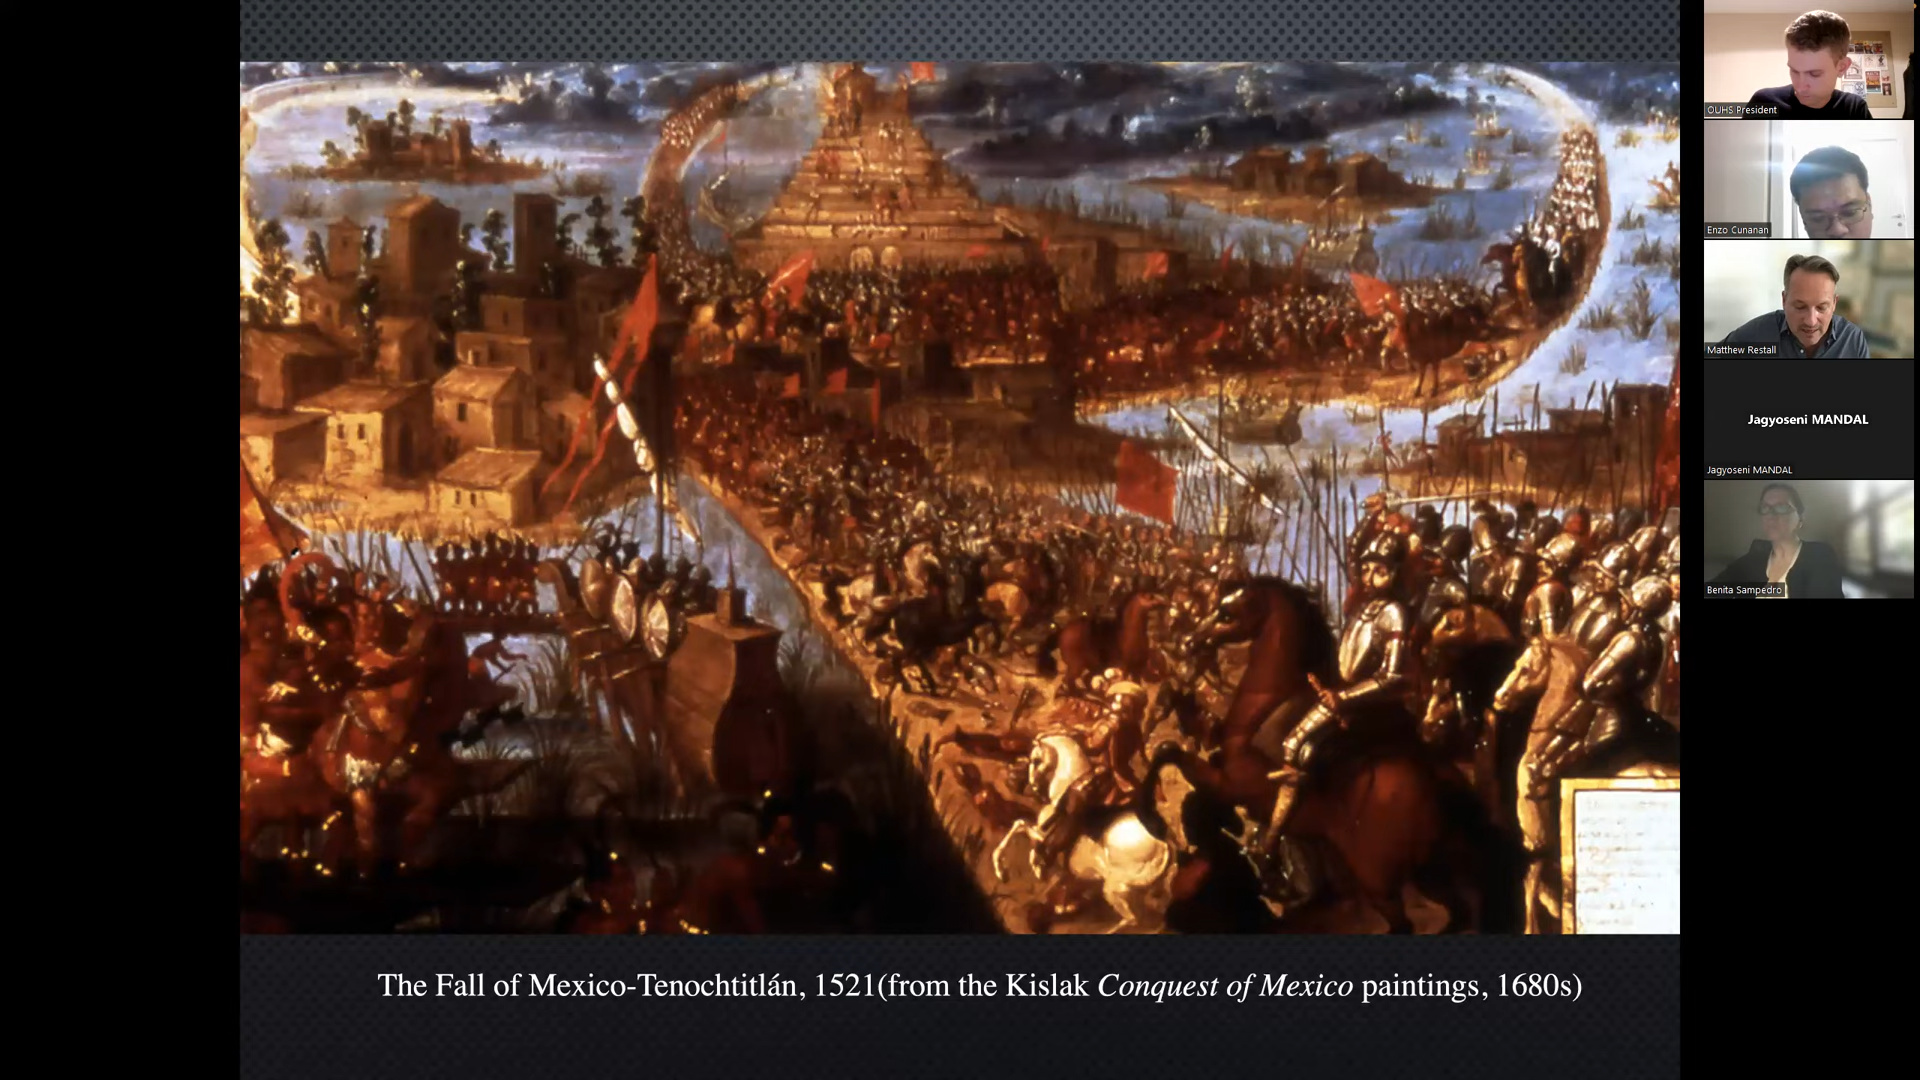 The Fall of Mexico-Tenochtitlán, 1521(from the Kislak Conquest of Mexico paintings, 1680s)
OUHS President
Enzo Cunanan
Matthew Restall
Jagyoseni MANDAL
Jagyoseni MANDAL
Benita Sampedro